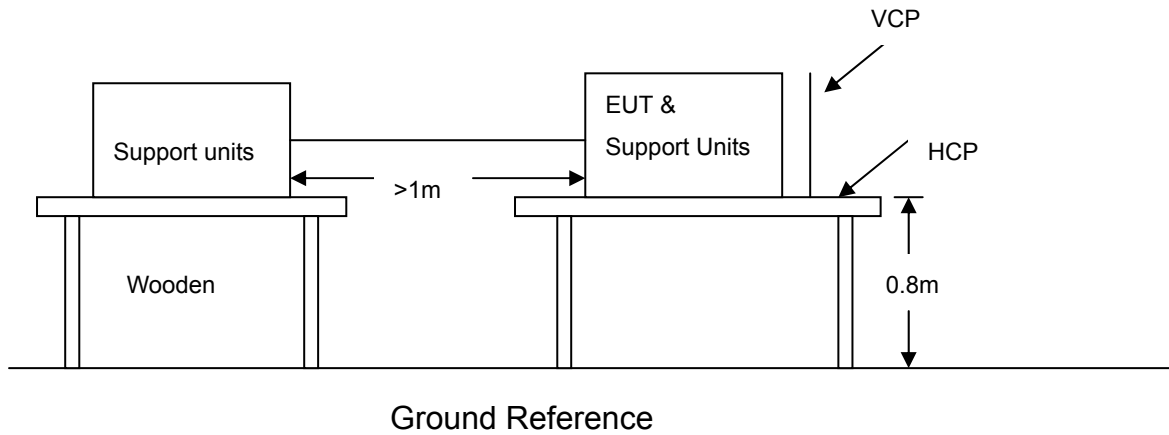 VCP
EUT &
Support Units
Support units
HCP
>1m
Wooden
0.8m
Ground Reference